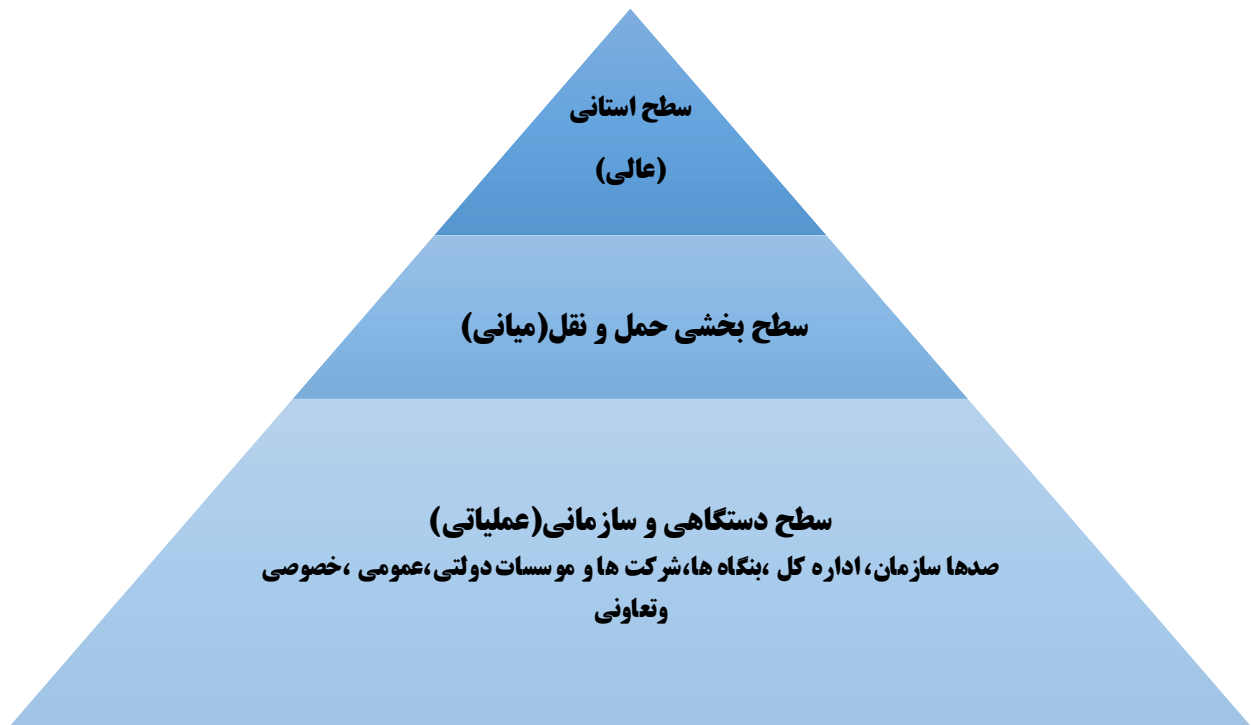 سطح استانی
(عالی)
سطح بخشی حمل و نقل(میانی)
سطح دستگاهی و سازمانی(عملیاتی)
صدها سازمان، اداره کل ،بنگاه ها،شرکت ها و موسسات دولتی،عمومی ،خصوصی
وتعاونی